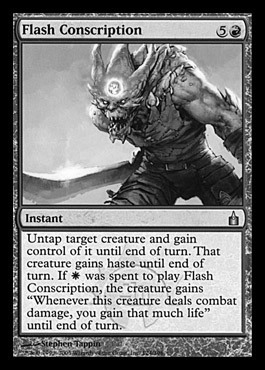 Flash Conscription 5
Instant
Untap target creature and gain
control of it until end of turn. That
creature gains haste until end of
turn. If was spent to play Flash
Conscription, the creature gains
“Whenever this creature deals combat
damage, you gain that much life”
until end of turn.
Stephen Tappin